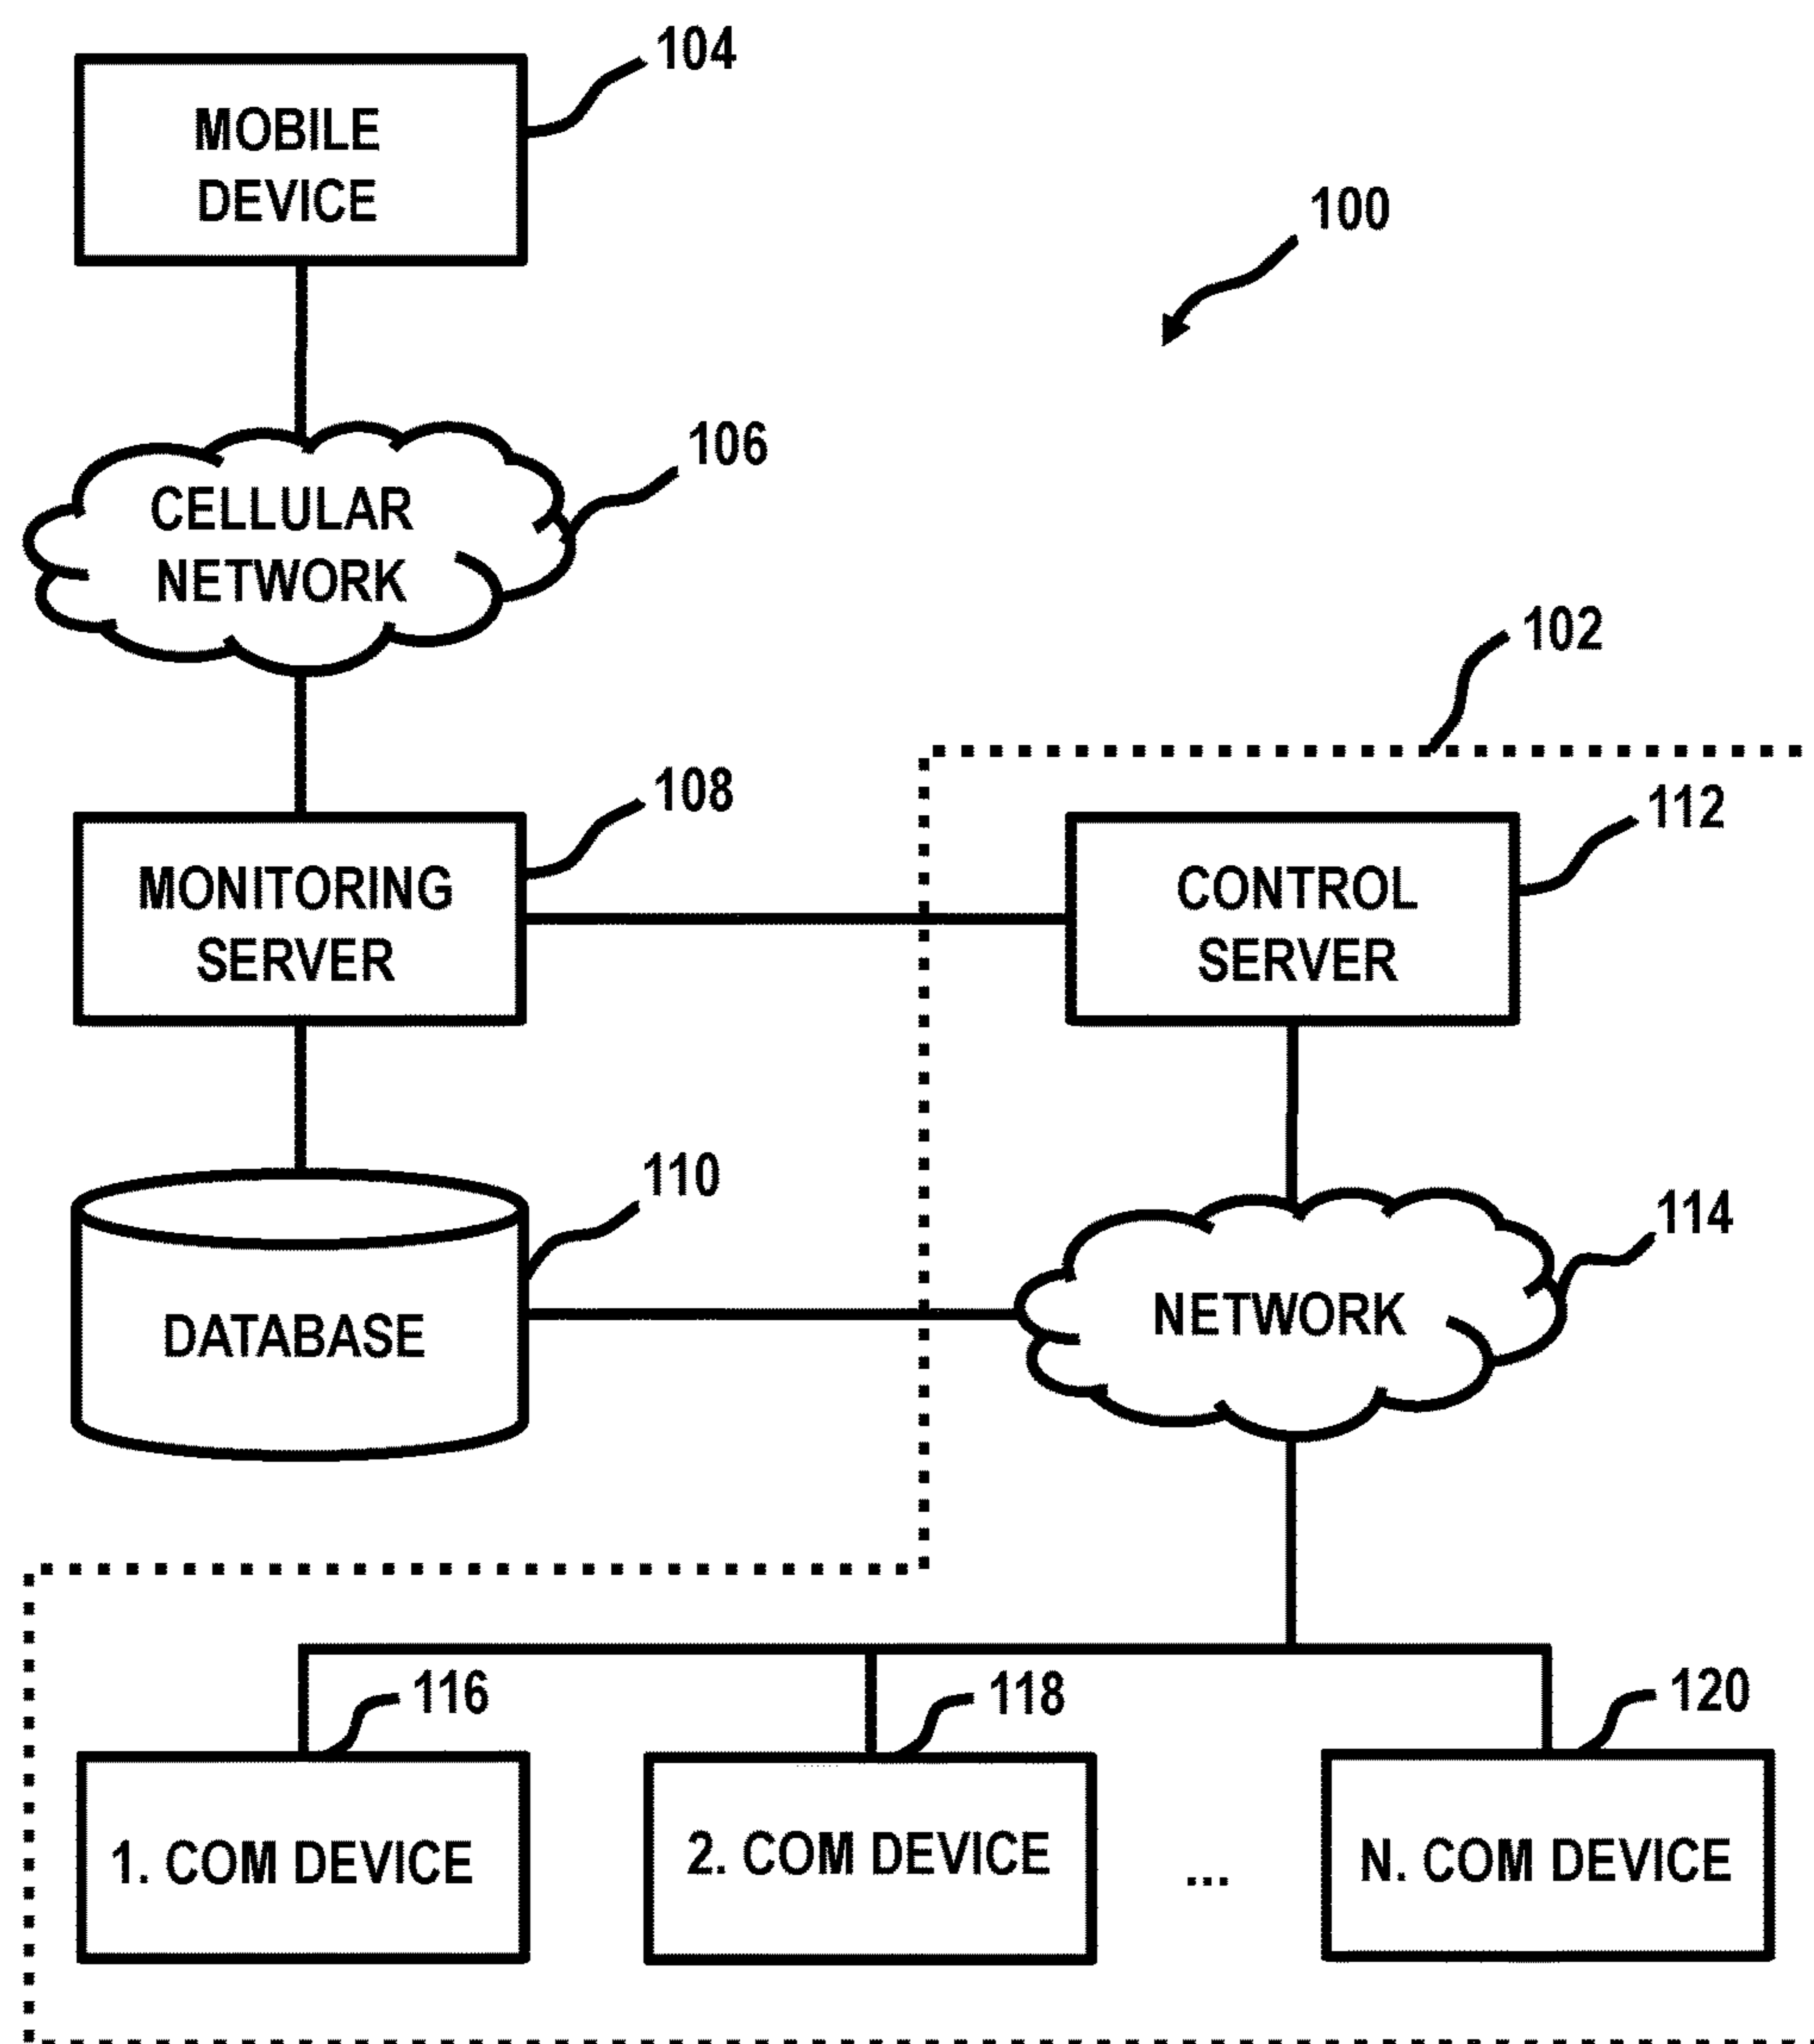 104
MOBILE
DEVICE
100
106
CELLULAR
NETWORK
102
108
112
MONITORING
SERVER
CONTROL
SERVER
110
114
DATABASE
NETWORK
116
118
120
1. COM DEVICE
2. COM DEVICE
...
N. COM DEVICE